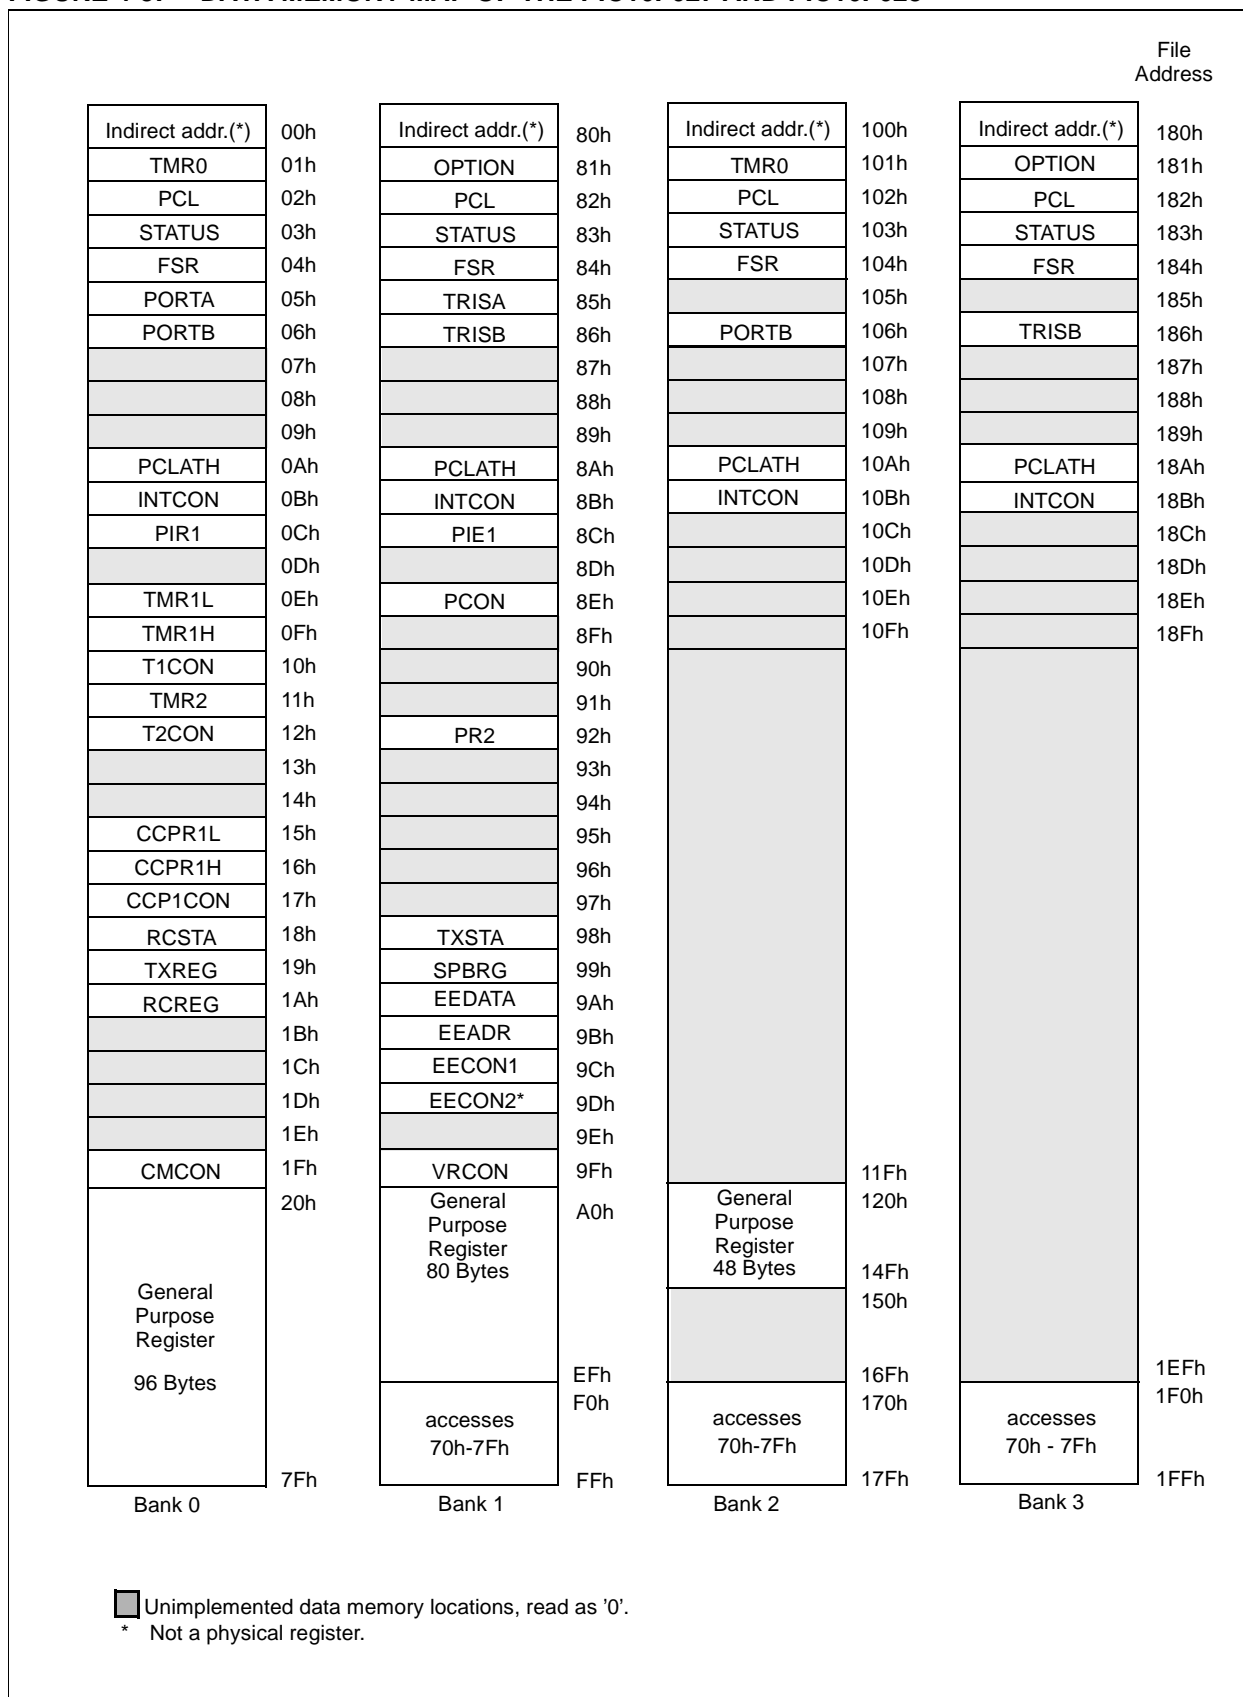 File
Address
Indirect addr.(*) 00h Indirect addr.(*) 80h Indirect addr.(*) 100h Indirect addr.(*) 180h
TMR0 01h OPTION 81h TMR0 101h OPTION 181h
PCL 02h PCL 82h PCL 102h PCL 182h
STATUS 03h STATUS 83h STATUS 103h STATUS 183h
FSR 04h FSR 84h FSR 104h FSR 184h
PORTA 05h TRISA 85h 105h 185h
PORTB 06h TRISB 86h PORTB 106h TRISB 186h
07h 87h 107h 187h
08h 88h 108h 188h
09h 89h 109h 189h
PCLATH 0Ah PCLATH 8Ah PCLATH 10Ah PCLATH 18Ah
INTCON 0Bh INTCON 8Bh INTCON 10Bh INTCON 18Bh
PIR1 0Ch PIE1 8Ch 10Ch 18Ch
0Dh 8Dh 10Dh 18Dh
TMR1L 0Eh PCON 8Eh 10Eh 18Eh
TMR1H 0Fh 8Fh 10Fh 18Fh
T1CON 10h 90h
TMR2 11h 91h
T2CON 12h PR2 92h
13h 93h
14h 94h
CCPR1L 15h 95h
CCPR1H 16h 96h
CCP1CON 17h 97h
RCSTA 18h TXSTA 98h
TXREG 19h SPBRG 99h
RCREG 1Ah EEDATA 9Ah
1Bh EEADR 9Bh
1Ch EECON1 9Ch
1Dh EECON2* 9Dh
1Eh 9Eh
CMCON 1Fh VRCON 9Fh 11Fh
20h General A0h General 120h
Purpose Purpose
Register Register
80 Bytes 48 Bytes 14Fh
General 150h
Purpose
Register
96 Bytes EFh 16Fh 1EFh
F0h 170h 1F0h
accesses accesses accesses
70h-7Fh 70h-7Fh 70h - 7Fh
7Fh FFh 17Fh 1FFh
Bank 0 Bank 1 Bank 2 Bank 3
Unimplemented data memory locations, read as '0'.
* Not a physical register.